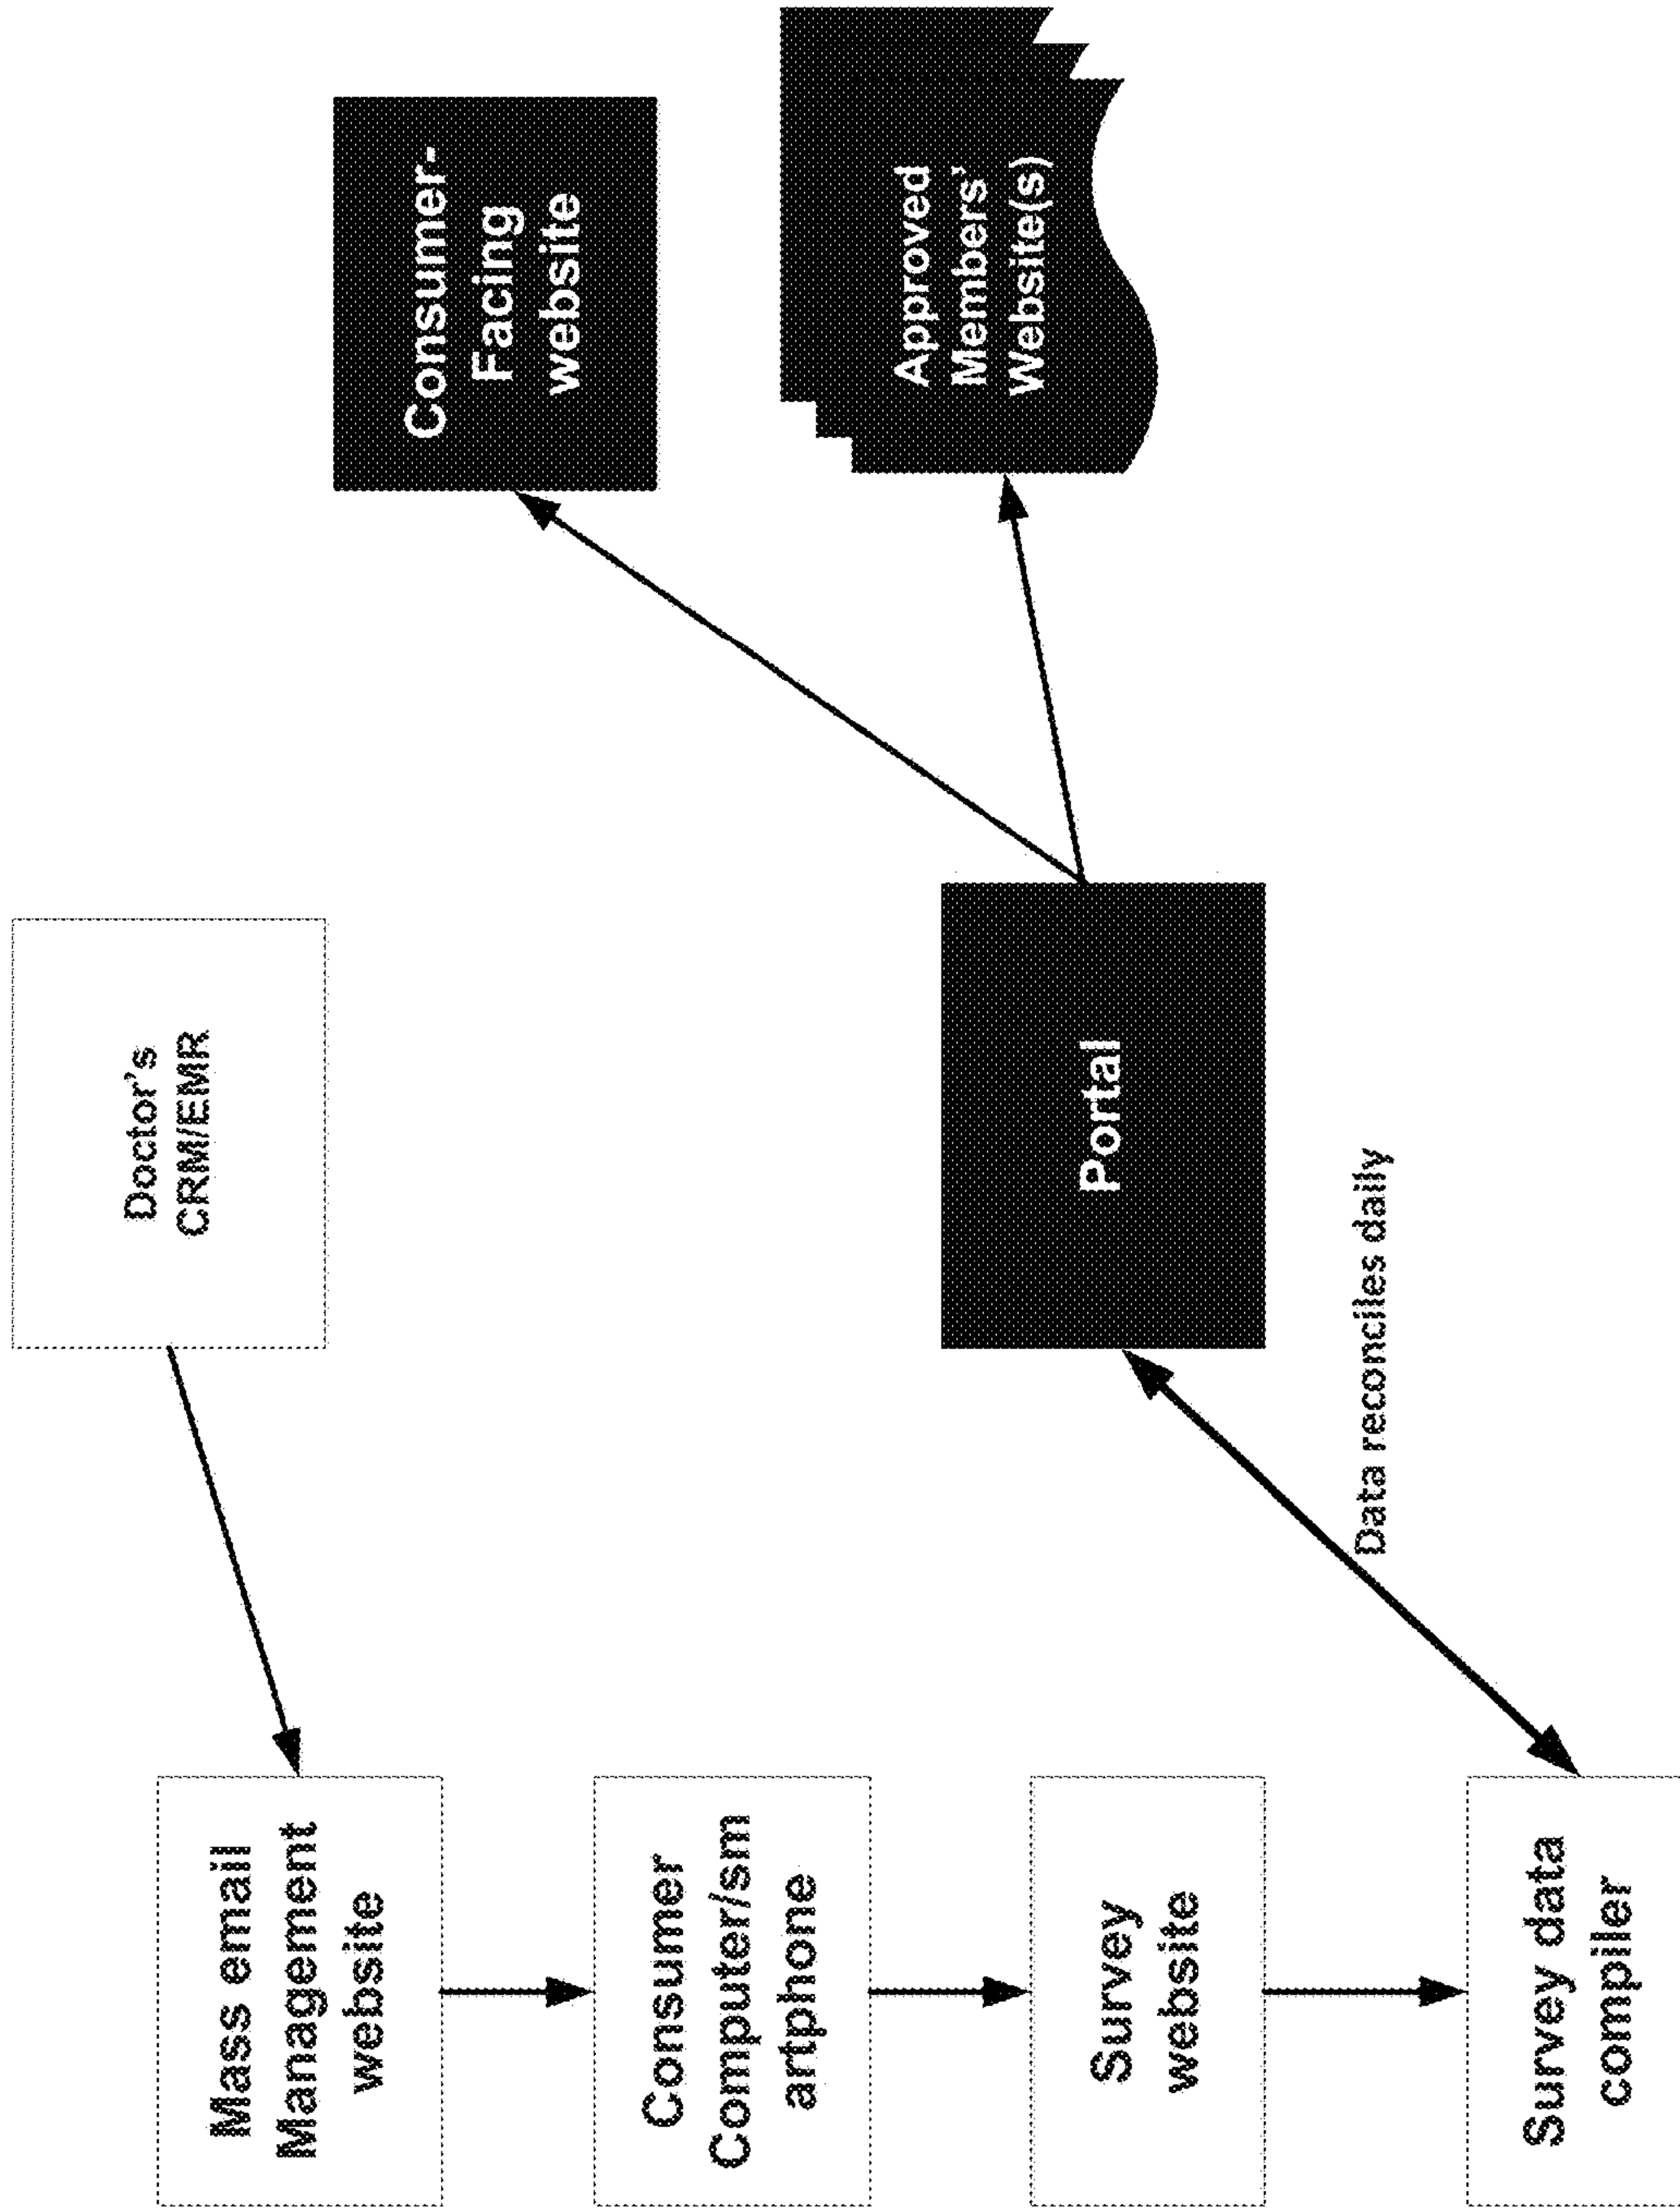 Doctor's
CRM/EMR
Mass email
Management
website
Consumer
Computer/sm
artphone
Survey
website
Survey data
compiler
Data reconciles daily
Portal
Consumer-
Facing
website
Approved
Members'
Website(s)